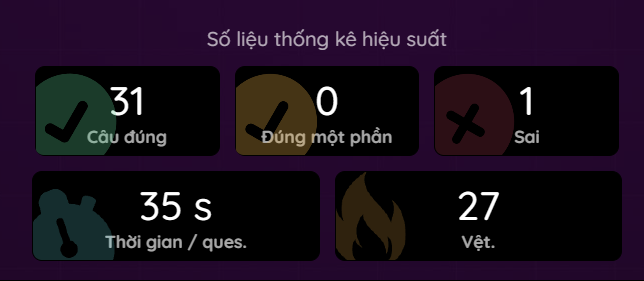 Số liệu thống kê hiệu suất
31
Câu đúng
0
Đúng một phần
1
Sai
35 s
Thời gian / ques.
27
Vệt.